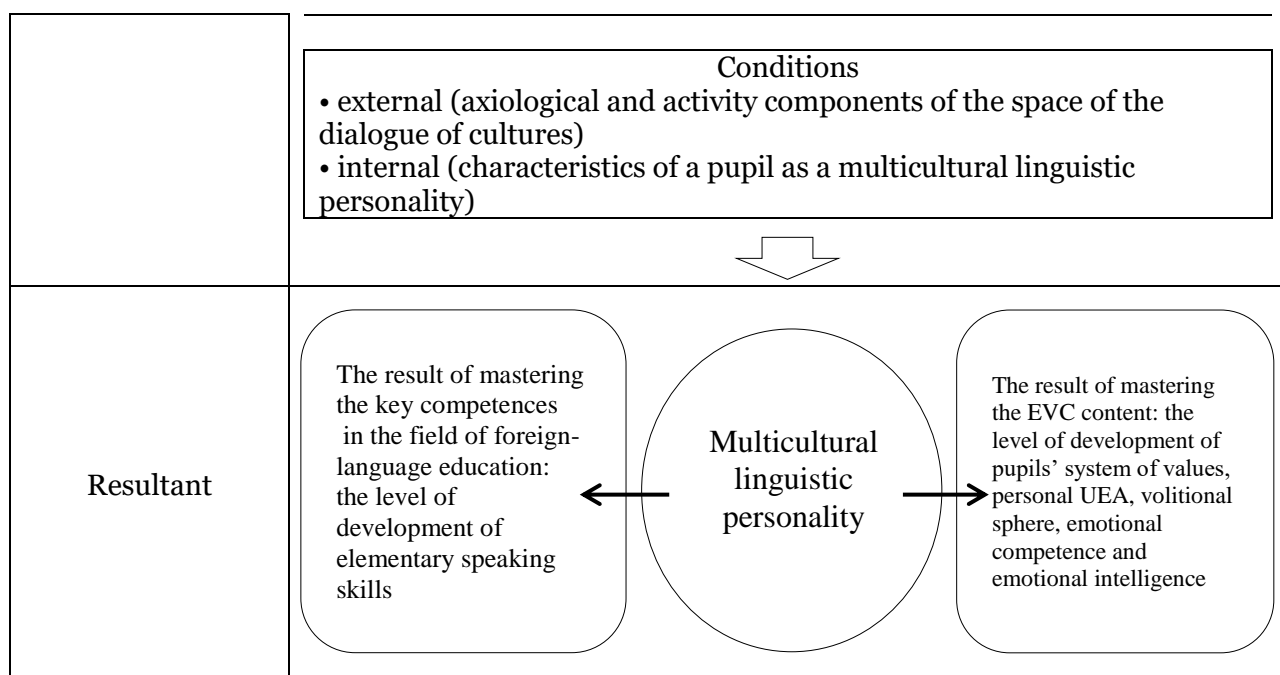 Conditions
• external (axiological and activity components of the space of the
dialogue of cultures)
• internal (characteristics of a pupil as a multicultural linguistic
personality)
Resultant
The result of mastering
the key competences
in the field of foreign-
language education:
the level of
development of
elementary speaking
skills
Multicultural
linguistic
personality
The result of mastering
the EVC content: the
level of development of
pupils’ system of values,
personal UEA, volitional
sphere, emotional
competence and
emotional intelligence